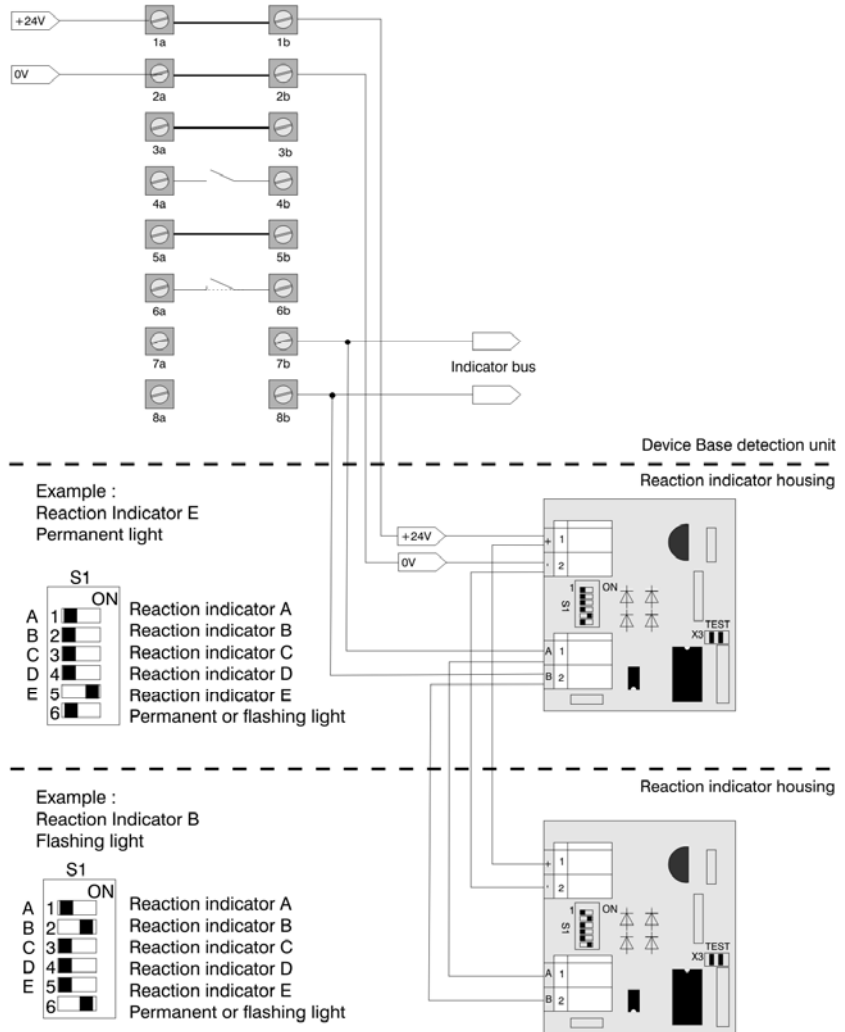 +24V
1a 1b
0V
2a 2b
3a 3b
4a 4b
5a 5b
6a 6b
7a 7b
Indicator bus
8a 8b
Device Base detection unit
Reaction indicator housing
Example :
Reaction Indicator E
Permanent light
S1
ON
A 1 Reaction indicator A
B 2 Reaction indicator B
C 3 Reaction indicator C
D 4 Reaction indicator D
E 5 Reaction indicator E
6 Permanent or flashing light
+24V
0V
+ 1
- 2
1 ON
S1
TEST
X3
A 1
B 2
Reaction indicator housing
Example :
Reaction Indicator B
Flashing light
S1
ON
A 1 Reaction indicator A
B 2 Reaction indicator B
C 3 Reaction indicator C
D 4 Reaction indicator D
E 5 Reaction indicator E
6 Permanent or flashing light
+ 1
- 2
1 ON
S1
TEST
X3
A 1
B 2